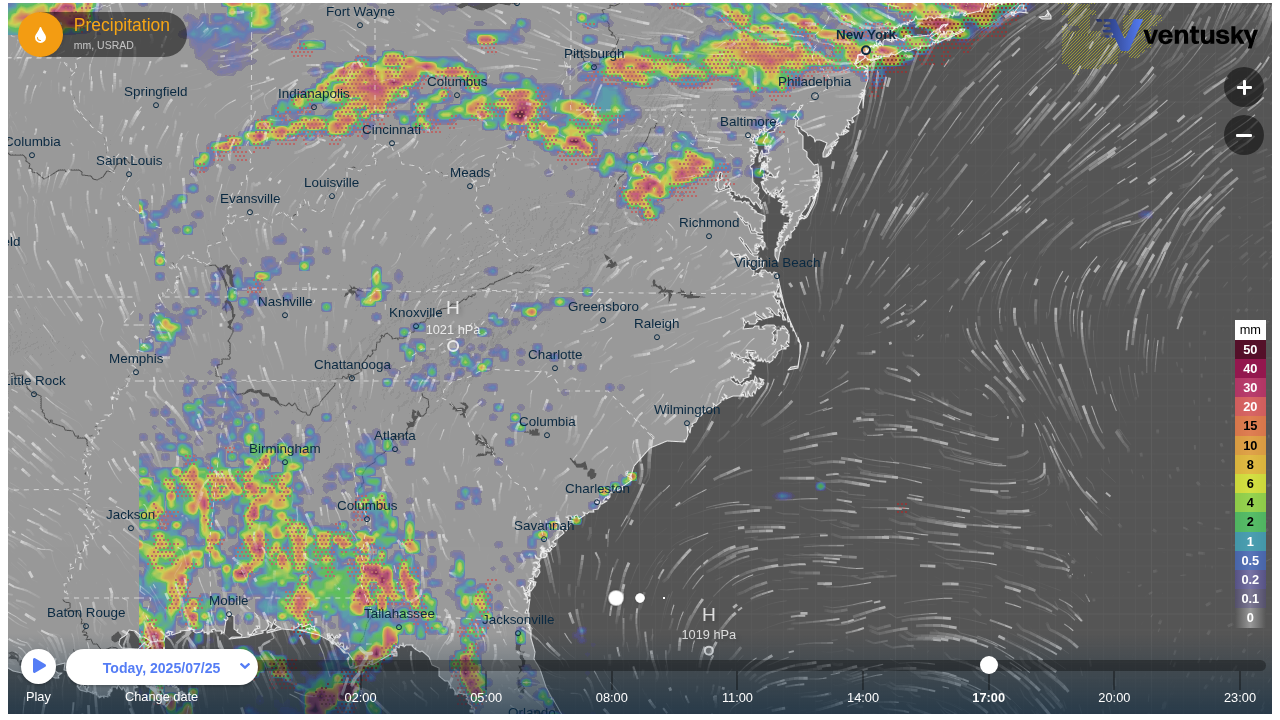 Fort Wayne
Precipitation
mm, USRAD
New York
ventusky
Pittsburgh
Springfield
Indianapolis
Columbus
Philadelphia
Columbia
Cincinnati
Baltimore
Saint Louis
Meads
Louisville
Evansville
Richmond
eld
Virginia Beach
Nashville
Knoxville
H
1021 hPa
Greensboro
Raleigh
mm
50
Memphis
Chattanooga
Charlotte
40
Little Rock
30
20
Wilmington
15
Columbia
Atlanta
10
Birmingham
8
6
Charleston
4
Jackson
Columbus
2
Savannah
1
0.5
0.2
Mobile
0.1
Baton Rouge
Tallahassee
Jacksonville
H
0
1019 hPa
Today, 2025/07/25
Play
Change date
02:00
05:00
08:00
11:00
14:00
17:00
20:00
23:00
Orlando